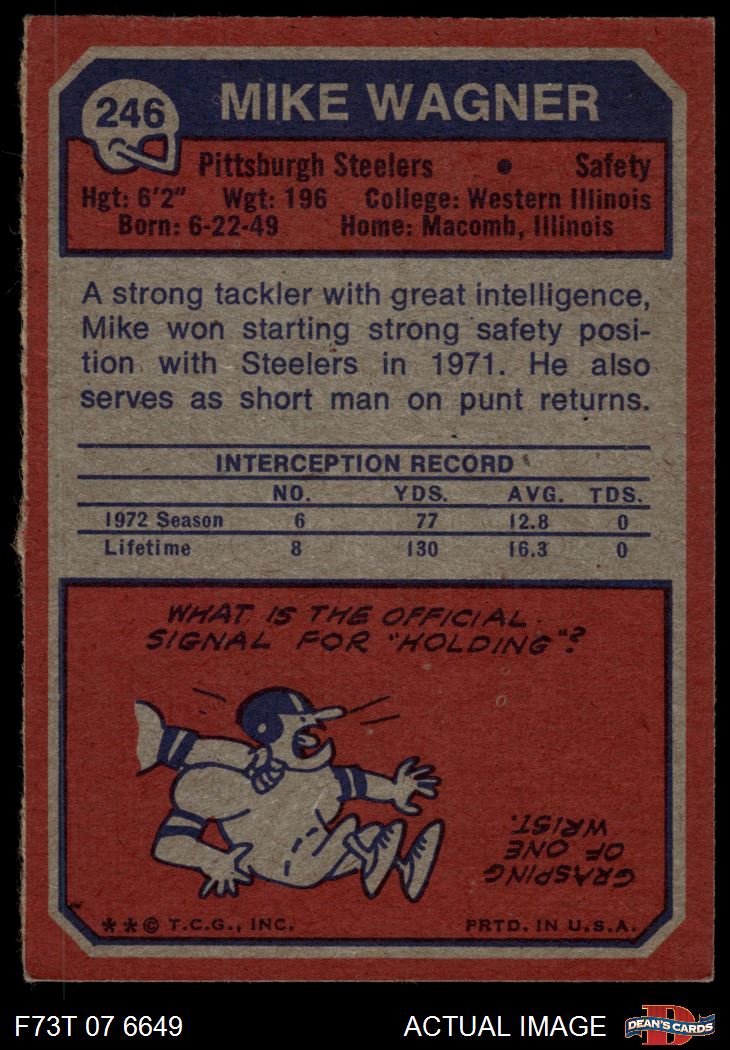 246
MIKE WAGNER
Pittsburgh Steelers • Safety
Hgt: 6'2" Wgt: 196 College: Western Illinois
Born: 6-22-49 Home: Macomb, Illinois
A strong tackler with great intelligence,
Mike won starting strong safety posi-
tion with Steelers in 1971. He also
serves as short man on punt returns.
INTERCEPTION RECORD
NO. YDS. AVG. TDS.
1972 Season 6 77 12.8 0
Lifetime 8 130 16.3 0
WHAT IS THE OFFICIAL
SIGNAL FOR "HOLDING"?
GRASPING
OF ONE
WRIST.
**© T.C.G., INC. PRTD. IN U.S.A.
F73T 07 6649 ACTUAL IMAGE
D
DEAN'S CARDS